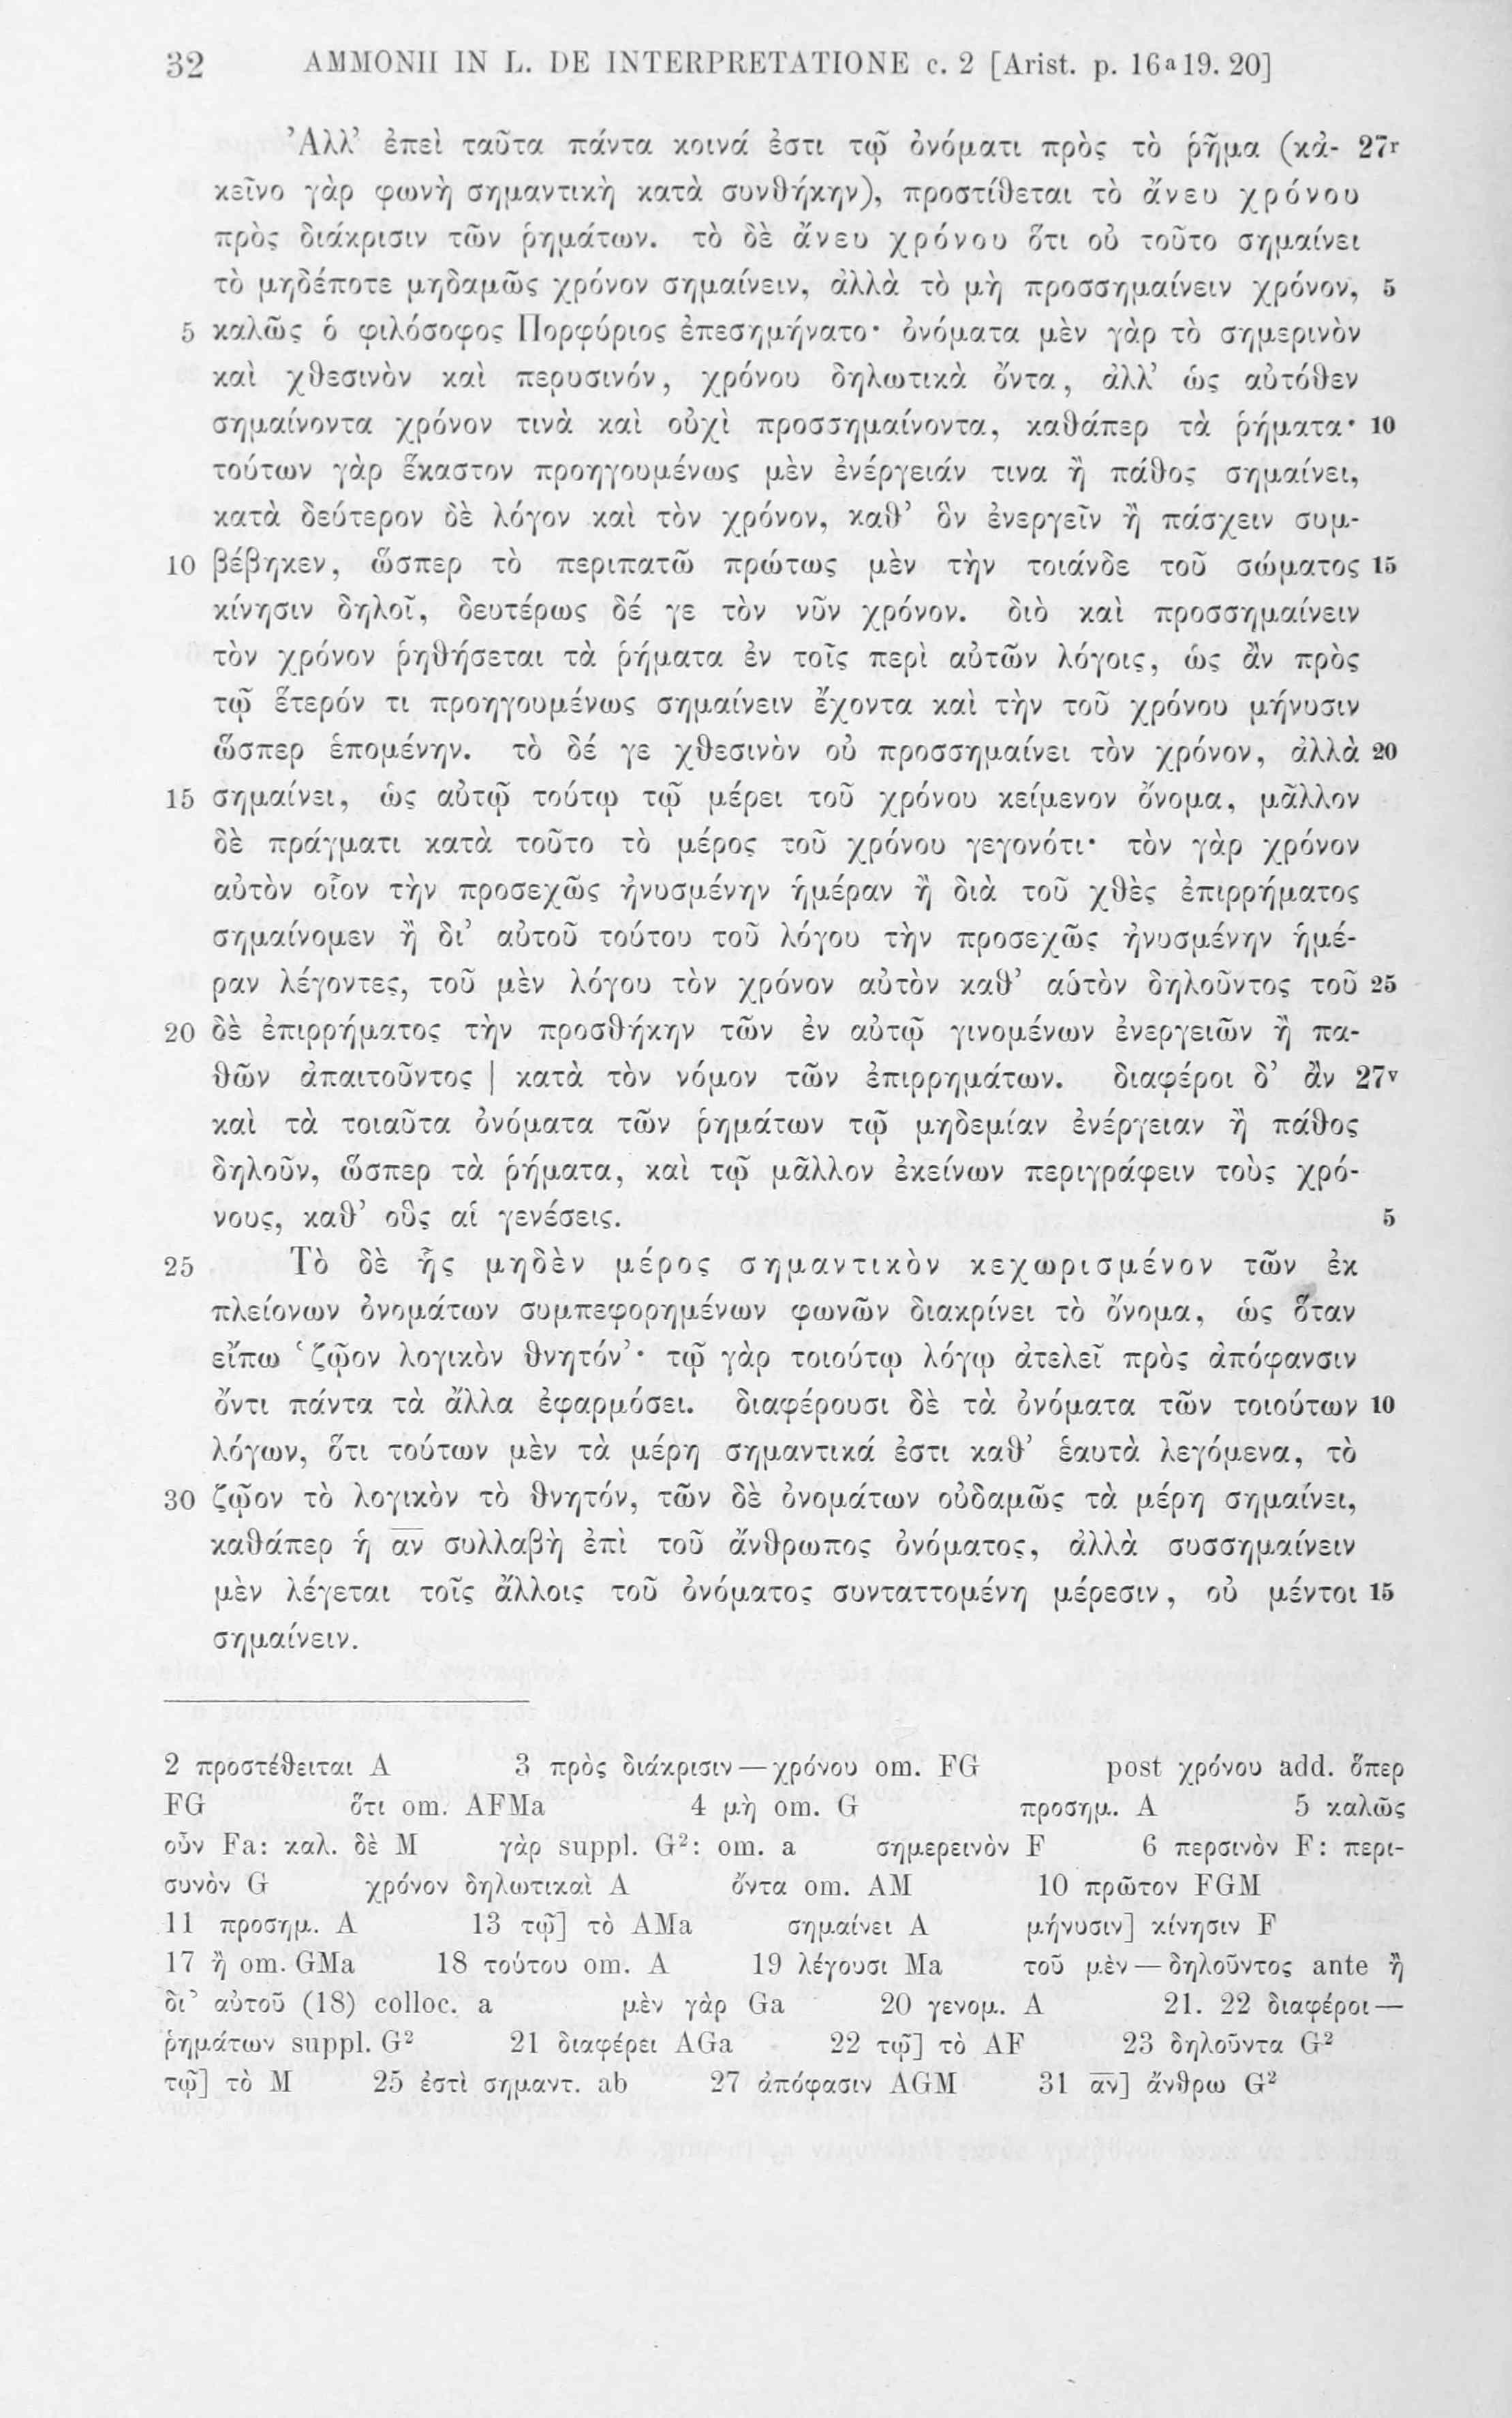 32 AMMONII IN L. DE INTERPRETATIONE c. 2 [Arist. p. 16ᵃ19. 20]
Ἀλλ’ ἐπεὶ ταῦτα πάντα κοινά ἐστι τῷ ὀνόματι πρὸς τὸ ῥῆμα (κἀ- 27ʳ
κεῖνο γὰρ φωνὴ σημαντικὴ κατὰ συνθήκην), προστίθεται τὸ ἄνευ χρόνου
πρὸς διάκρισιν τῶν ῥημάτων. τὸ δὲ ἄνευ χρόνου ὅτι οὐ τοῦτο σημαίνει
τὸ μηδέποτε μηδαμῶς χρόνον σημαίνειν, ἀλλὰ τὸ μὴ προσσημαίνειν χρόνον, 5
5 καλῶς ὁ φιλόσοφος Πορφύριος ἐπεσημήνατο· ὀνόματα μὲν γὰρ τὸ σημερινὸν
καὶ χθεσινὸν καὶ περυσινόν, χρόνου δηλωτικὰ ὄντα, ἀλλ’ ὡς αὐτόθεν
σημαίνοντα χρόνον τινὰ καὶ οὐχὶ προσσημαίνοντα, καθάπερ τὰ ῥήματα· 10
τούτων γὰρ ἕκαστον προηγουμένως μὲν ἐνέργειάν τινα ἢ πάθος σημαίνει,
κατὰ δεύτερον δὲ λόγον καὶ τὸν χρόνον, καθ’ ὃν ἐνεργεῖν ἢ πάσχειν συμ-
10 βέβηκεν, ὥσπερ τὸ περιπατῶ πρώτως μὲν τὴν τοιάνδε τοῦ σώματος 15
κίνησιν δηλοῖ, δευτέρως δέ γε τὸν νῦν χρόνον. διὸ καὶ προσσημαίνειν
τὸν χρόνον ῥηθήσεται τὰ ῥήματα ἐν τοῖς περὶ αὐτῶν λόγοις, ὡς ἂν πρὸς
τῷ ἕτερόν τι προηγουμένως σημαίνειν ἔχοντα καὶ τὴν τοῦ χρόνου μήνυσιν
ὥσπερ ἑπομένην. τὸ δέ γε χθεσινὸν οὐ προσσημαίνει τὸν χρόνον, ἀλλὰ 20
15 σημαίνει, ὡς αὐτῷ τούτῳ τῷ μέρει τοῦ χρόνου κείμενον ὄνομα, μᾶλλον
δὲ πράγματι κατὰ τοῦτο τὸ μέρος τοῦ χρόνου γεγονότι· τὸν γὰρ χρόνον
αὐτὸν οἷον τὴν προσεχῶς ἠνυσμένην ἡμέραν ἢ διὰ τοῦ χθὲς ἐπιρρήματος
σημαίνομεν ἢ δι’ αὐτοῦ τούτου τοῦ λόγου τὴν προσεχῶς ἠνυσμένην ἡμέ-
ραν λέγοντες, τοῦ μὲν λόγου τὸν χρόνον αὐτὸν καθ’ αὑτὸν δηλοῦντος τοῦ 25
20 δὲ ἐπιρρήματος τὴν προσθήκην τῶν ἐν αὐτῷ γινομένων ἐνεργειῶν ἢ πα-
θῶν ἀπαιτοῦντος | κατὰ τὸν νόμον τῶν ἐπιρρημάτων. διαφέροι δ’ ἂν 27ᵛ
καὶ τὰ τοιαῦτα ὀνόματα τῶν ῥημάτων τῷ μηδεμίαν ἐνέργειαν ἢ πάθος
δηλοῦν, ὥσπερ τὰ ῥήματα, καὶ τῷ μᾶλλον ἐκείνων περιγράφειν τοὺς χρό-
νους, καθ’ οὓς αἱ γενέσεις. 5
25 Τὸ δὲ ἧς μηδὲν μέρος σημαντικὸν κεχωρισμένον τῶν ἐκ
πλείονων ὀνομάτων συμπεφορημένων φωνῶν διακρίνει τὸ ὄνομα, ὡς ὅταν
εἴπω ‘ζῷον λογικὸν θνητόν’· τῷ γὰρ τοιούτῳ λόγῳ ἀτελεῖ πρὸς ἀπόφανσιν
ὄντι πάντα τὰ ἄλλα ἐφαρμόσει. διαφέρουσι δὲ τὰ ὀνόματα τῶν τοιούτων 10
λόγων, ὅτι τούτων μὲν τὰ μέρη σημαντικά ἐστι καθ’ ἑαυτὰ λεγόμενα, τὸ
30 ζῷον τὸ λογικὸν τὸ θνητόν, τῶν δὲ ὀνομάτων οὐδαμῶς τὰ μέρη σημαίνει,
καθάπερ ἡ α̅ν̅ συλλαβὴ ἐπὶ τοῦ ἄνθρωπος ὀνόματος, ἀλλὰ συσσημαίνειν
μὲν λέγεται τοῖς ἄλλοις τοῦ ὀνόματος συνταττομένη μέρεσιν, οὐ μέντοι 15
σημαίνειν.
2 προστέθειται A 3 πρὸς διάκρισιν — χρόνου om. FG post χρόνου add. ὅπερ
FG ὅτι om. AFMa 4 μὴ om. G προσημ. A 5 καλῶς
οὖν Fa: καλ. δὲ M γὰρ suppl. G²: om. a σημερεινὸν F 6 περσινὸν F: περι-
συνὸν G χρόνον δηλωτικαὶ A ὄντα om. AM 10 πρῶτον FGM
11 προσημ. A 13 τῷ] τὸ AMa σημαίνει A μήνυσιν] κίνησιν F
17 ἢ om. GMa 18 τούτου om. A 19 λέγουσι Ma τοῦ μὲν — δηλοῦντος ante ἢ
δι’ αὐτοῦ (18) colloc. a μὲν γὰρ Ga 20 γενομ. A 21. 22 διαφέροι —
ῥημάτων suppl. G² 21 διαφέρει AGa 22 τῷ] τὸ AF 23 δηλοῦντα G²
τῷ] τὸ M 25 ἐστὶ σημαντ. ab 27 ἀπόφασιν AGM 31 α̅ν̅] ἄνθρω G²